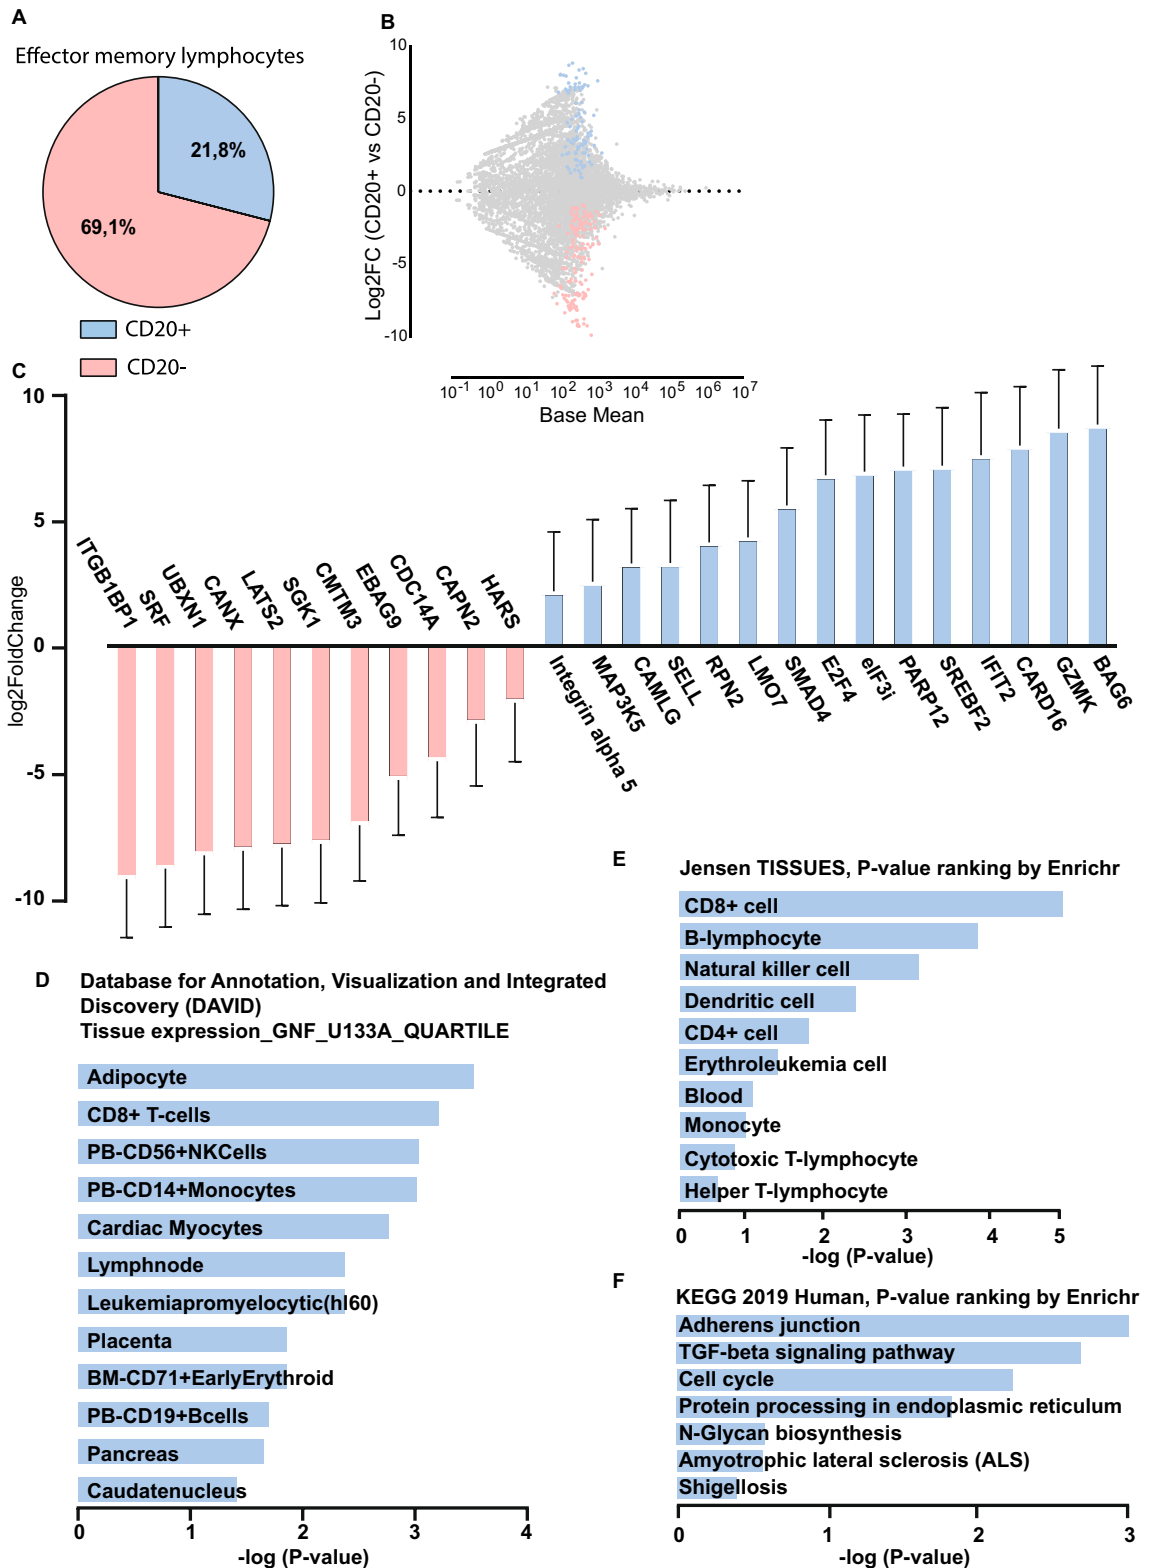 A
Effector memory lymphocytes
21,8%
69,1%
CD20+
CD20-
B
Log2FC (CD20+ vs CD20-)
10
5
0
-5
-10
10-1 100 101 102 103 104 105 106 107
Base Mean
C
log2FoldChange
10
5
0
-5
-10
ITGB1BP1
SRF
UBXN1
CANX
LATS2
SGK1
CMTM3
EBAG9
CDC14A
CAPN2
HARS
Integrin alpha 5
MAP3K5
CAMLG
SELL
RPN2
LMO7
SMAD4
E2F4
eIF3i
PARP12
SREBF2
IFIT2
CARD16
GZMK
BAG6
D
Database for Annotation, Visualization and Integrated
Discovery (DAVID)
Tissue expression_GNF_U133A_QUARTILE
Adipocyte
CD8+ T-cells
PB-CD56+NKCells
PB-CD14+Monocytes
Cardiac Myocytes
Lymphnode
Leukemiapromyelocytic(hl60)
Placenta
BM-CD71+EarlyErythroid
PB-CD19+Bcells
Pancreas
Caudatenucleus
0 1 2 3 4
-log (P-value)
E
Jensen TISSUES, P-value ranking by Enrichr
CD8+ cell
B-lymphocyte
Natural killer cell
Dendritic cell
CD4+ cell
Erythroleukemia cell
Blood
Monocyte
Cytotoxic T-lymphocyte
Helper T-lymphocyte
0 1 2 3 4 5
-log (P-value)
F
KEGG 2019 Human, P-value ranking by Enrichr
Adherens junction
TGF-beta signaling pathway
Cell cycle
Protein processing in endoplasmic reticulum
N-Glycan biosynthesis
Amyotrophic lateral sclerosis (ALS)
Shigellosis
0 1 2 3
-log (P-value)